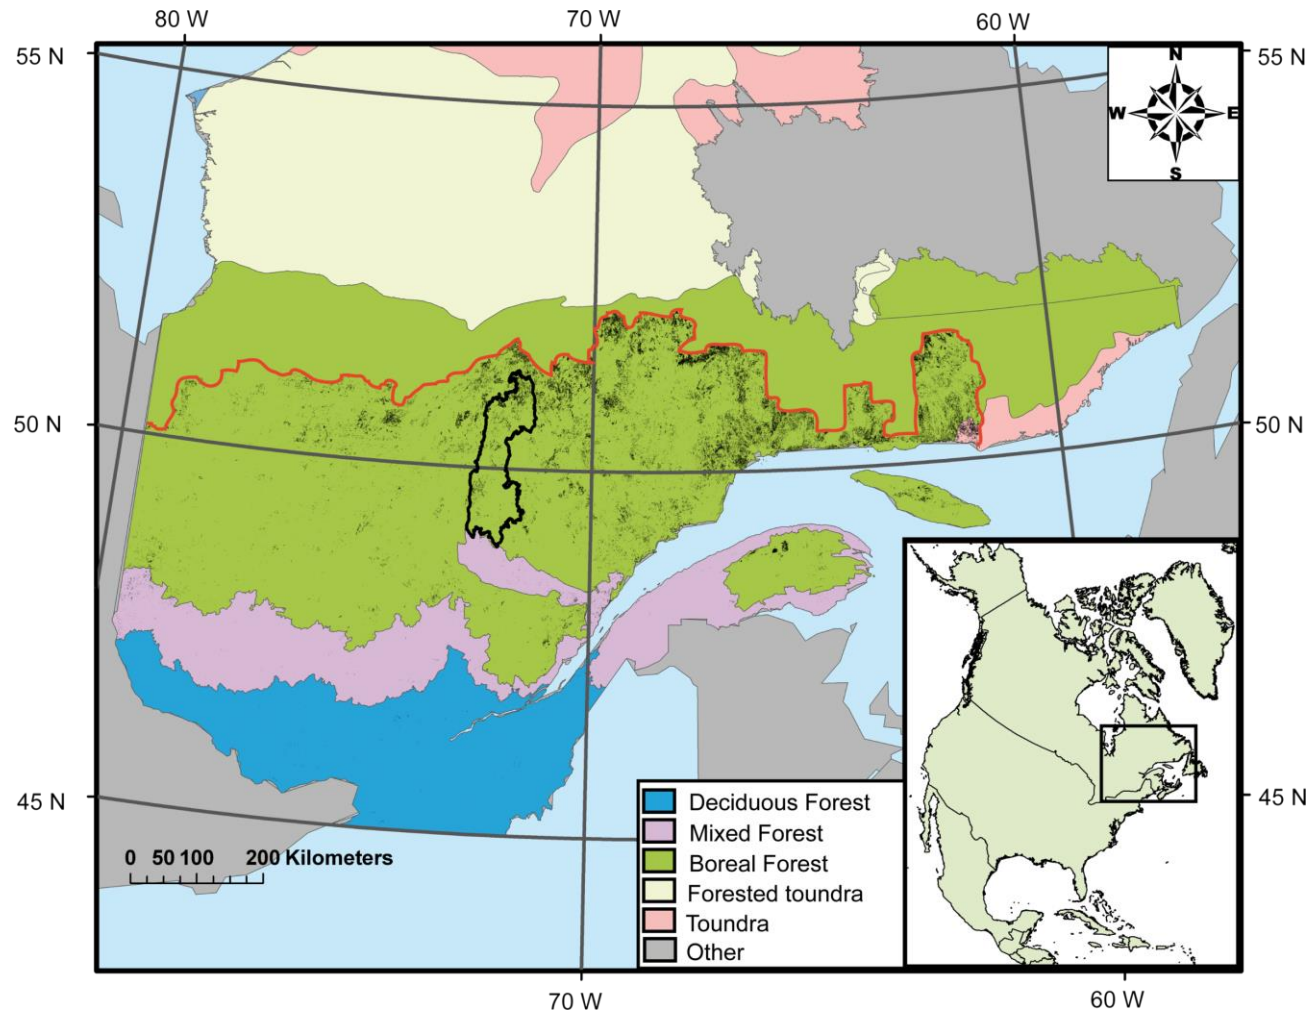 80 W 70 W 60 W
55 N 55 N
N
W E
S
50 N 50 N
45 N 45 N
Deciduous Forest
Mixed Forest
Boreal Forest
Forested toundra
Toundra
Other
0 50 100 200 Kilometers
70 W 60 W